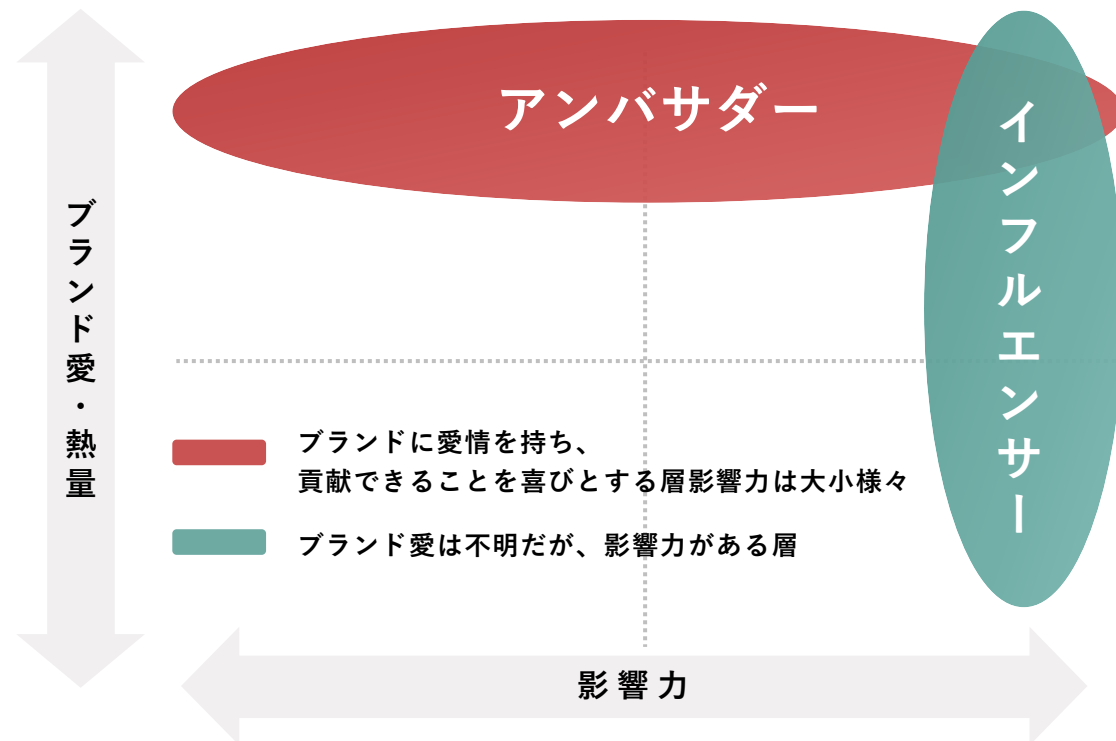 アンバサダー
インフルエンサー
ブランド愛・熱量
ブランドに愛情を持ち、
貢献できることを喜びとする層影響力は大小様々
ブランド愛は不明だが、影響力がある層
影響力